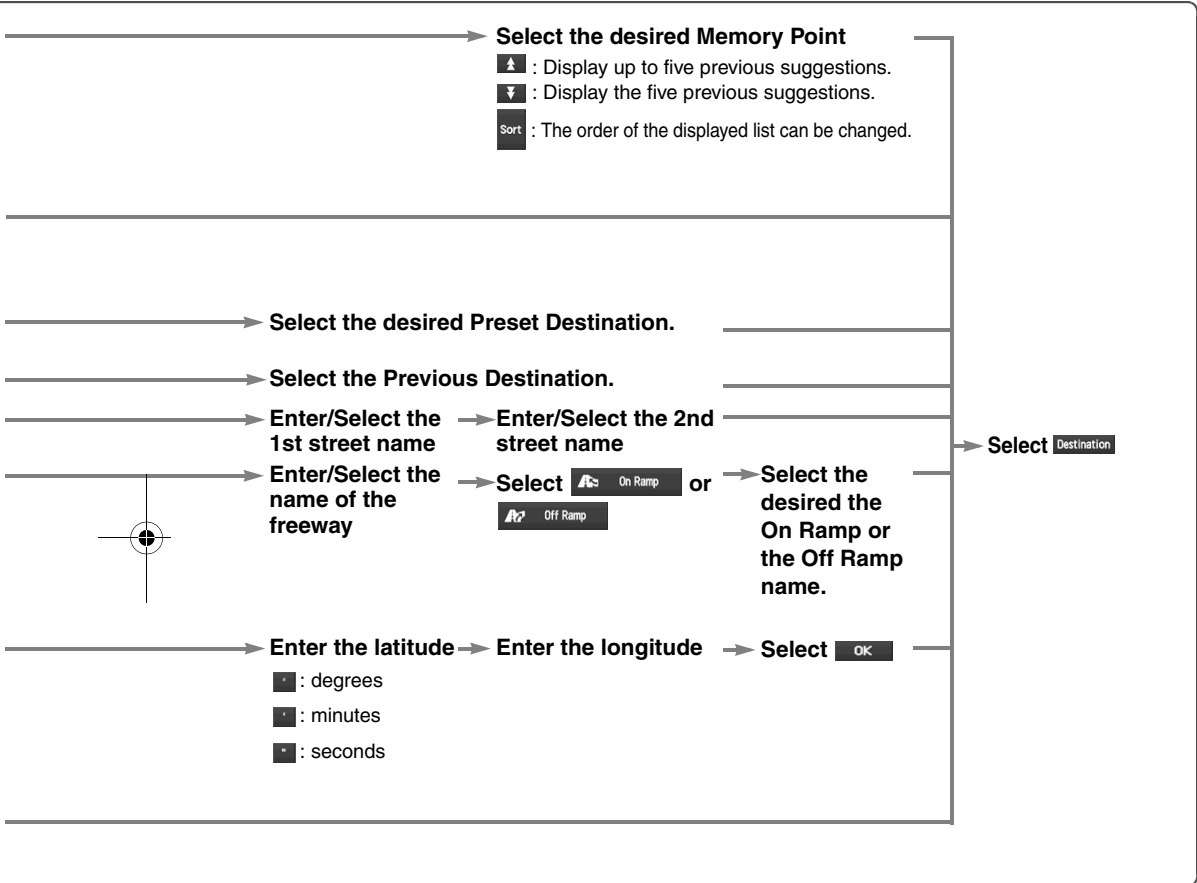 Select the desired Memory Point
: Display up to five previous suggestions.
: Display the five previous suggestions.
Sort : The order of the displayed list can be changed.
Select the desired Preset Destination.
Select the Previous Destination.
Enter/Select the
1st street name
Enter/Select the 2nd
street name
Enter/Select the
name of the
freeway
Select On Ramp or
Off Ramp
Select the
desired the
On Ramp or
the Off Ramp
name.
Select Destination
Enter the latitude
° : degrees
' : minutes
" : seconds
Enter the longitude
Select OK